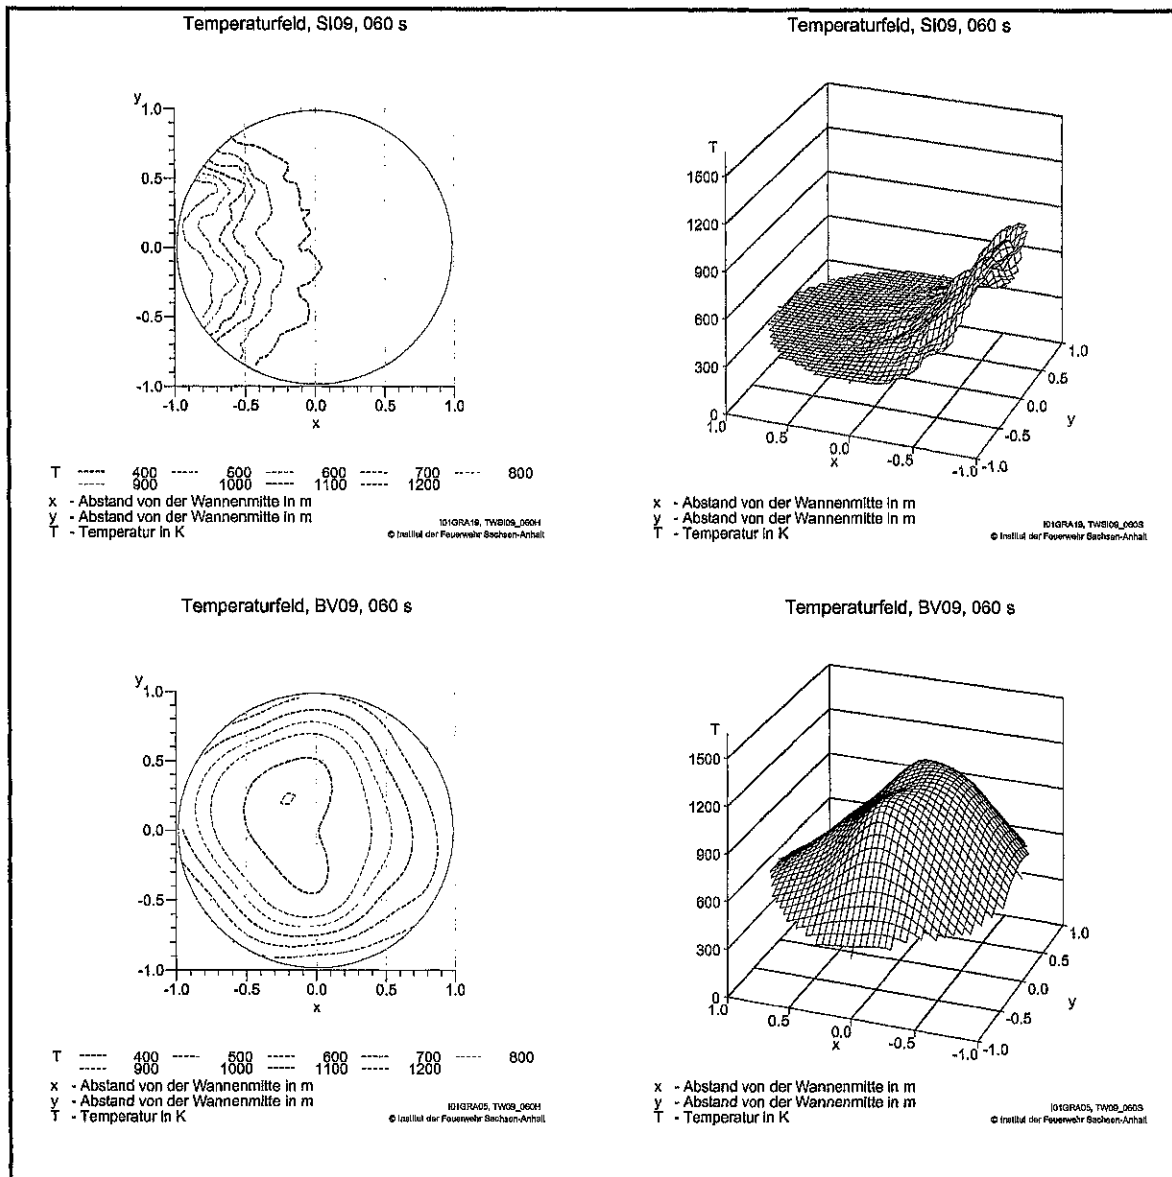 Temperaturfeld, SI09, 060 s
y
1.0
0.5
0.0
-0.5
-1.0
-1.0 -0.5 0.0 0.5 1.0
x
T 400 500 600 700 800
900 1000 1100 1200
x - Abstand von der Wannenmitte in m
y - Abstand von der Wannenmitte in m
T - Temperatur in K
I01GRA19, TWSI09_060H
© Institut der Feuerwehr Sachsen-Anhalt
Temperaturfeld, SI09, 060 s
T
1500
1200
900
600
300
0
1.0 0.5 0.0 -0.5 -1.0
x
-1.0 -0.5 0.0 0.5 1.0
y
x - Abstand von der Wannenmitte in m
y - Abstand von der Wannenmitte in m
T - Temperatur in K
I01GRA19, TWSI09_060S
© Institut der Feuerwehr Sachsen-Anhalt
Temperaturfeld, BV09, 060 s
y
1.0
0.5
0.0
-0.5
-1.0
-1.0 -0.5 0.0 0.5 1.0
x
T 400 500 600 700 800
900 1000 1100 1200
x - Abstand von der Wannenmitte in m
y - Abstand von der Wannenmitte in m
T - Temperatur in K
I01GRA05, TW09_060H
© Institut der Feuerwehr Sachsen-Anhalt
Temperaturfeld, BV09, 060 s
T
1500
1200
900
600
300
0
1.0 0.5 0.0 -0.5 -1.0
x
-1.0 -0.5 0.0 0.5 1.0
y
x - Abstand von der Wannenmitte in m
y - Abstand von der Wannenmitte in m
T - Temperatur in K
I01GRA05, TW09_060S
© Institut der Feuerwehr Sachsen-Anhalt